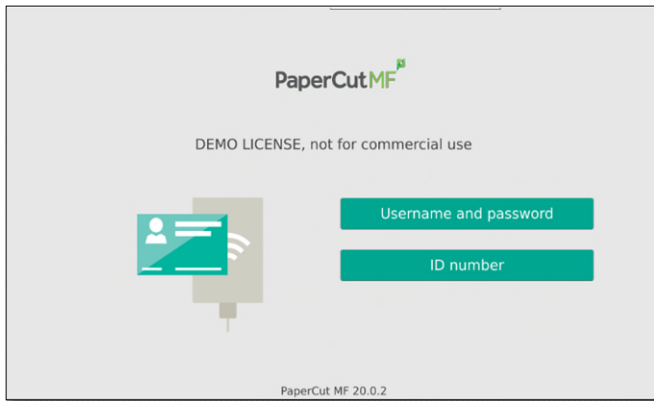 PaperCutMF
DEMO LICENSE, not for commercial use
Username and password
ID number
PaperCut MF 20.0.2